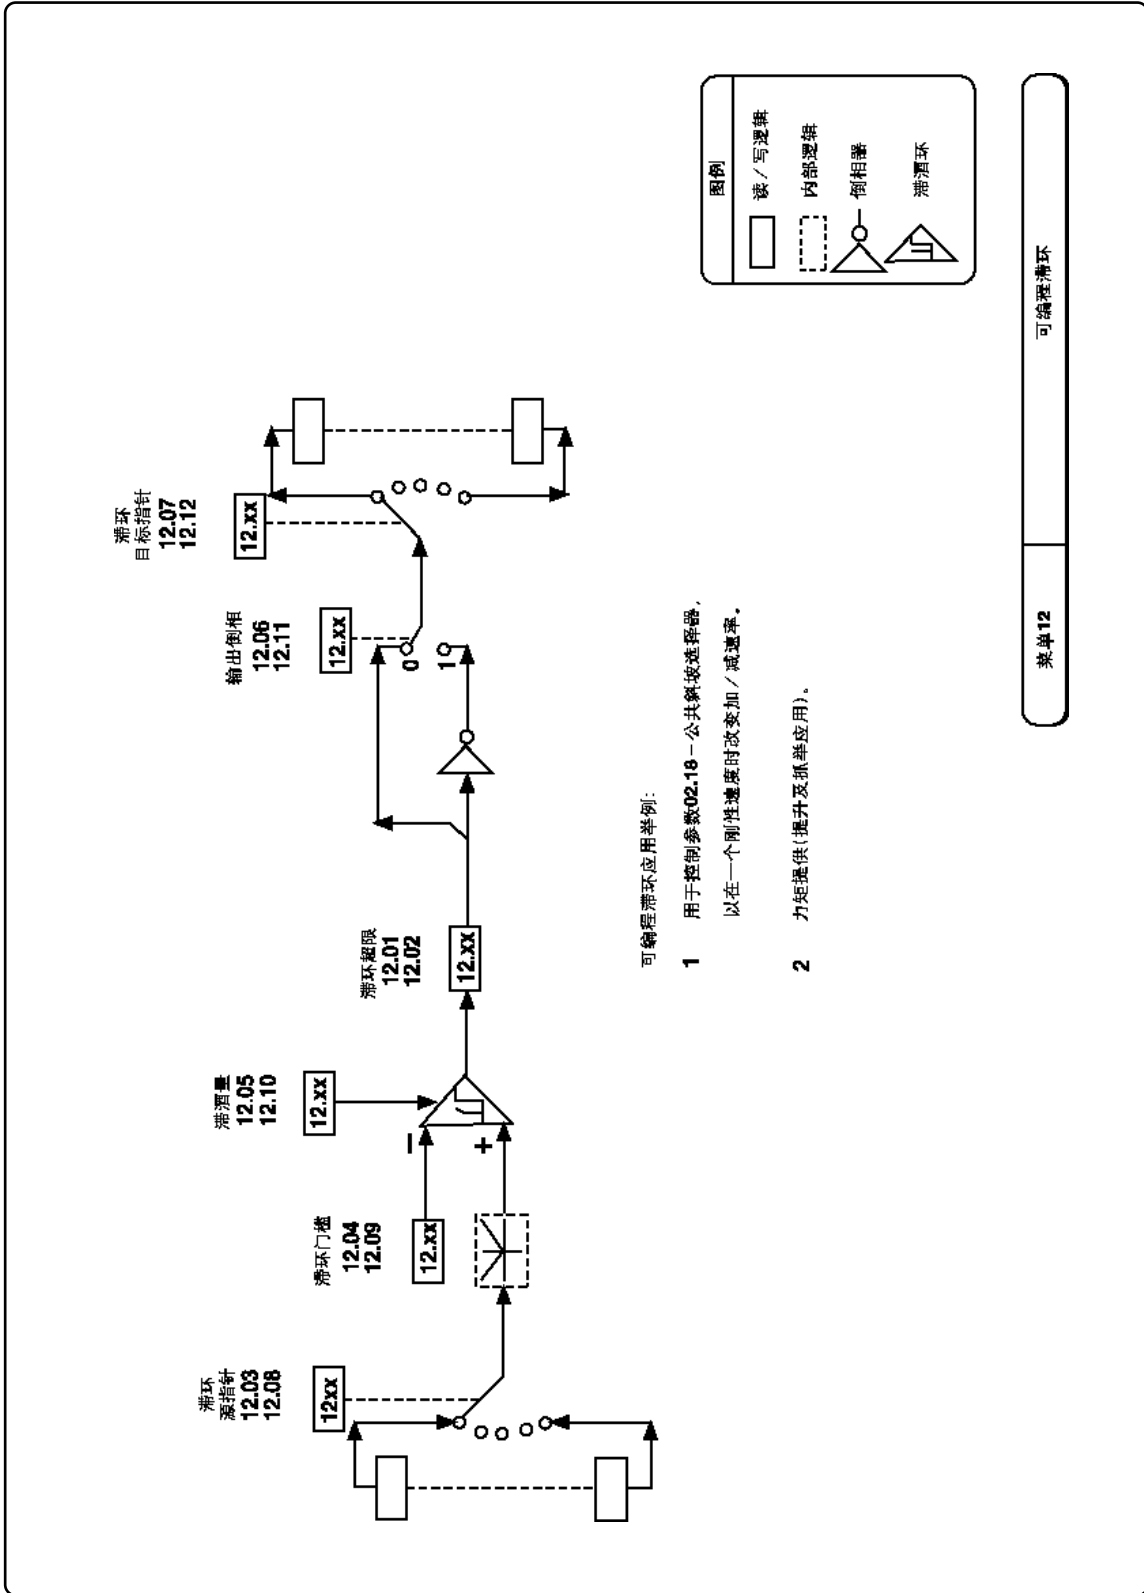 滞环
源指针
12.03
12.08
12xx
滞环门槛
12.04
12.09
12.xx
滞洄量
12.05
12.10
12.xx
–
+
滞环超限
12.01
12.02
12.xx
输出倒相
12.06
12.11
12.xx
0
1
滞环
目标指针
12.07
12.12
12.xx
可编程滞环应用举例：
1 用于控制参数02.18－公共斜坡选择器，
以在一个刚性速度时改变加／减速率。
2 力矩提供（提升及抓举应用）。
图例
读／写逻辑
内部逻辑
倒相器
滞洄环
菜单12
可编程滞环